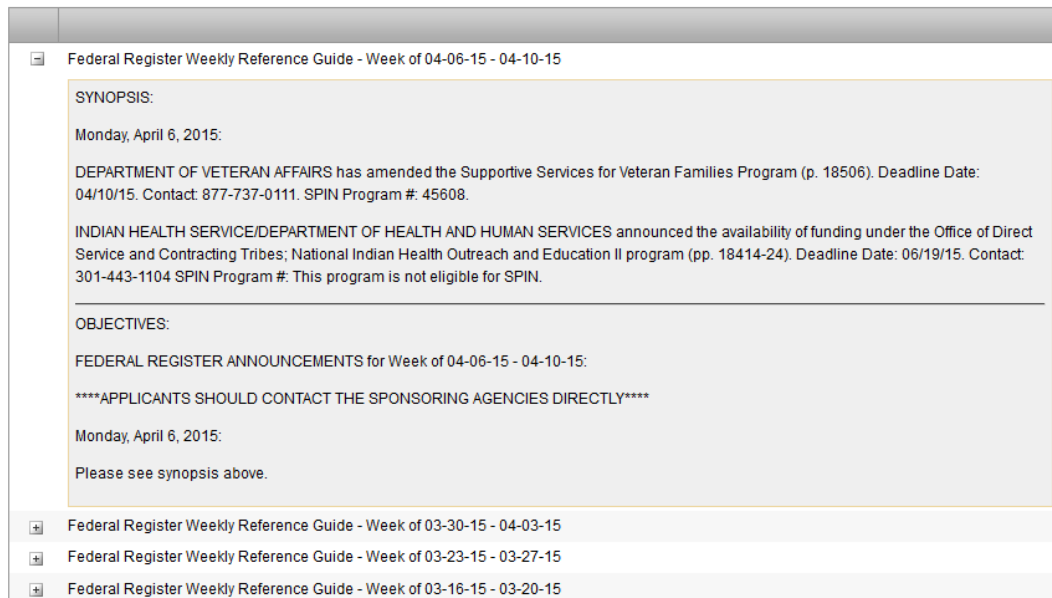 Federal Register Weekly Reference Guide - Week of 04-06-15 - 04-10-15
SYNOPSIS:
Monday, April 6, 2015:
DEPARTMENT OF VETERAN AFFAIRS has amended the Supportive Services for Veteran Families Program (p. 18506). Deadline Date:
04/10/15. Contact: 877-737-0111. SPIN Program #: 45608.
INDIAN HEALTH SERVICE/DEPARTMENT OF HEALTH AND HUMAN SERVICES announced the availability of funding under the Office of Direct
Service and Contracting Tribes; National Indian Health Outreach and Education II program (pp. 18414-24). Deadline Date: 06/19/15. Contact:
301-443-1104 SPIN Program #: This program is not eligible for SPIN.
OBJECTIVES:
FEDERAL REGISTER ANNOUNCEMENTS for Week of 04-06-15 - 04-10-15:
****APPLICANTS SHOULD CONTACT THE SPONSORING AGENCIES DIRECTLY****
Monday, April 6, 2015:
Please see synopsis above.
Federal Register Weekly Reference Guide - Week of 03-30-15 - 04-03-15
Federal Register Weekly Reference Guide - Week of 03-23-15 - 03-27-15
Federal Register Weekly Reference Guide - Week of 03-16-15 - 03-20-15